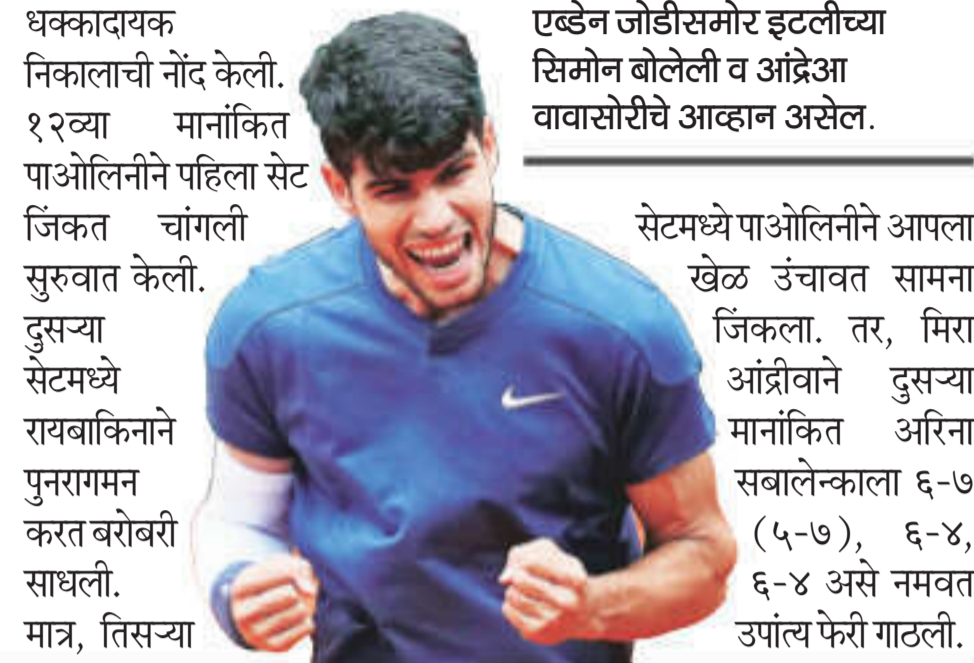 धक्कादायक
निकालाची नोंद केली.
१२व्या मानांकित
पाओलिनीने पहिला सेट
जिंकत चांगली
सुरुवात केली.
दुसऱ्या
सेटमध्ये
रायबाकिनाने
पुनरागमन
करत बरोबरी
साधली.
मात्र, तिसऱ्या
एब्डेन जोडीसमोर इटलीच्या
सिमोन बोलेली व आंद्रेआ
वावासोरीचे आव्हान असेल.
सेटमध्ये पाओलिनीने आपला
खेळ उंचावत सामना
जिंकला. तर, मिरा
आंद्रीवाने दुसऱ्या
मानांकित अरिना
सबालेन्काला ६-७
(५-७), ६-४,
६-४ असे नमवत
उपांत्य फेरी गाठली.